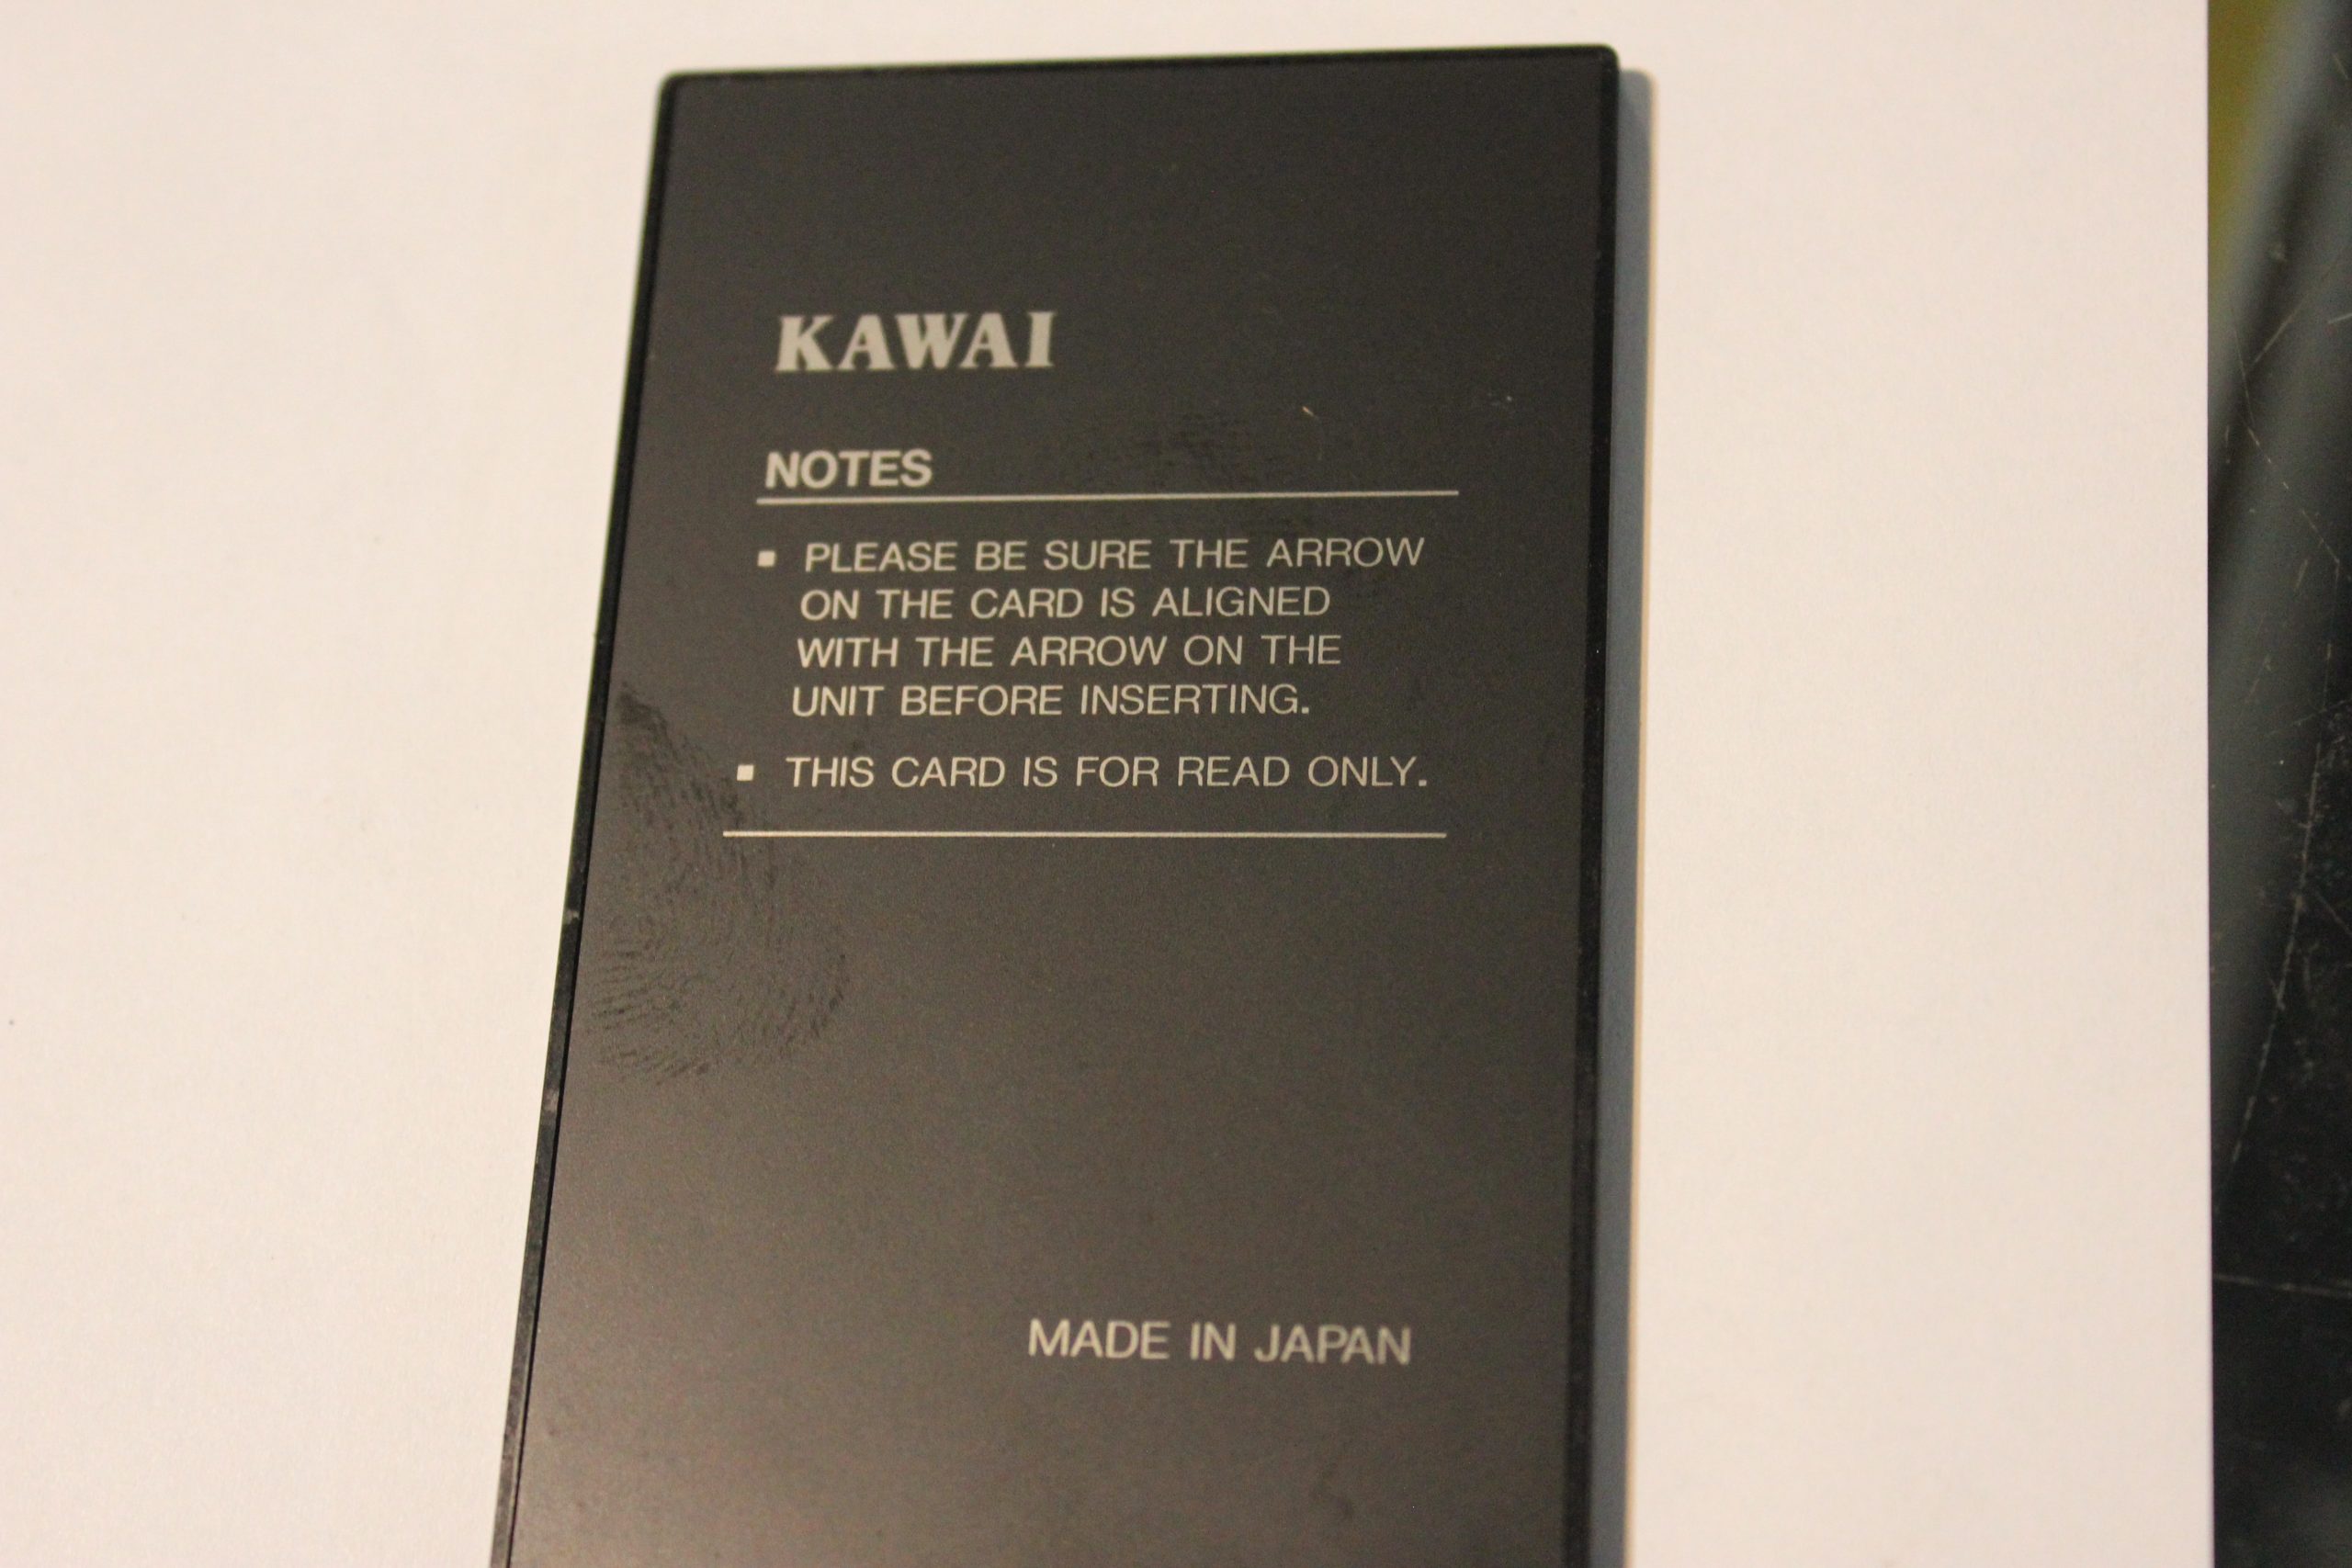 KAWAI
NOTES
▪ PLEASE BE SURE THE ARROW
ON THE CARD IS ALIGNED
WITH THE ARROW ON THE
UNIT BEFORE INSERTING.
▪ THIS CARD IS FOR READ ONLY.
MADE IN JAPAN